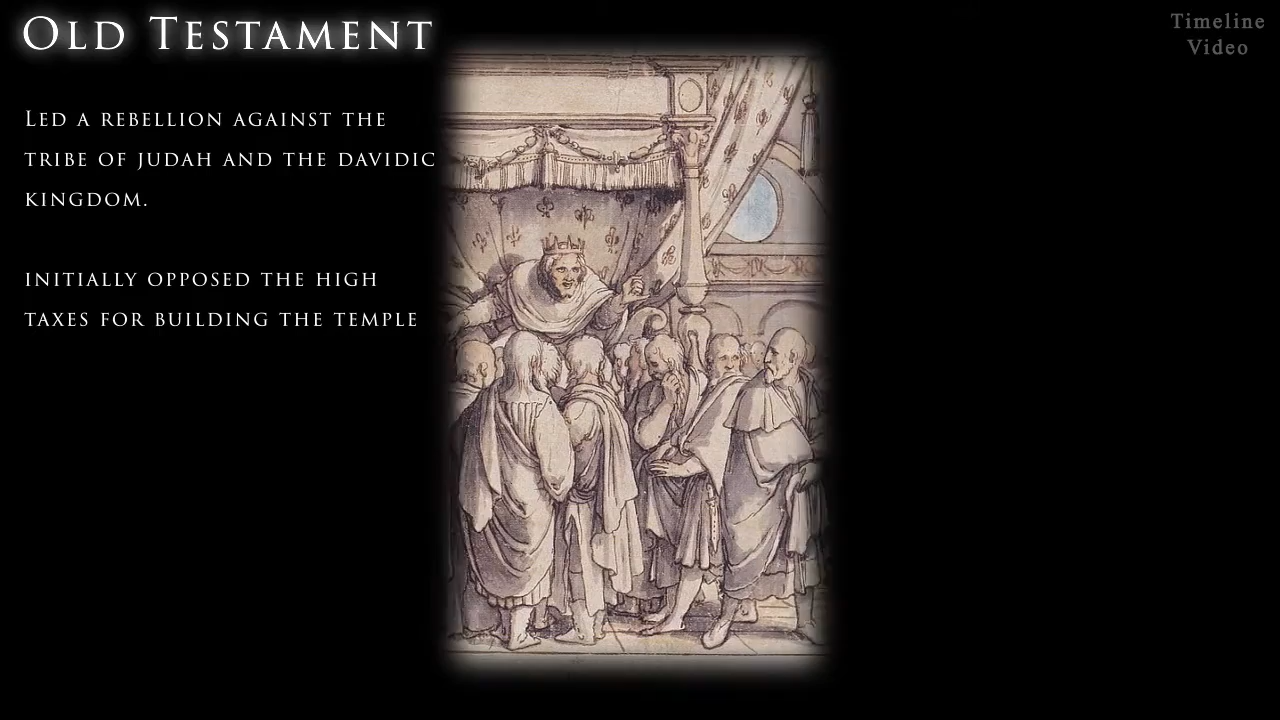 Old Testament
Timeline
Video
Led a rebellion against the
tribe of Judah and the Davidic
kingdom.
initially opposed the high
taxes for building the temple